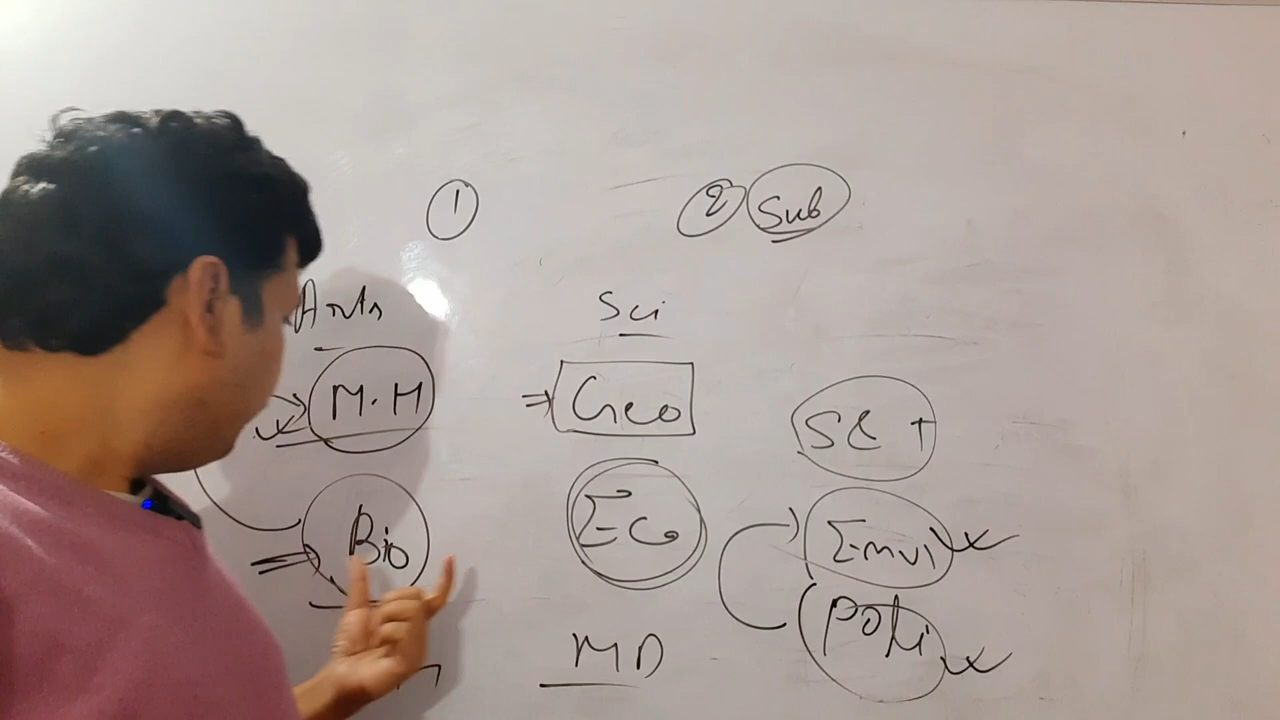 1 2 Sub
Arts Sci
M.H Geo S&T
Bio Eco Envi
Poli
MD